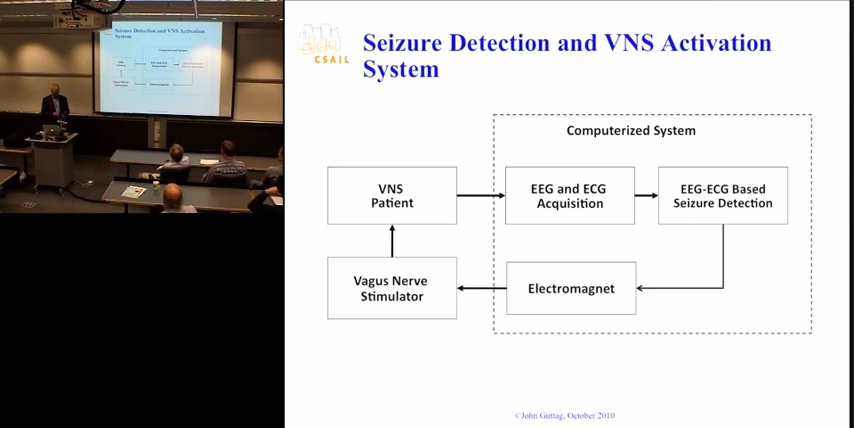 Seizure Detection and VNS Activation
System
CSAIL
Seizure Detection and VNS Activation
System
Computerized System
VNS
Patient
EEG and ECG
Acquisition
EEG-ECG Based
Seizure Detection
Vagus Nerve
Stimulator
Electromagnet
©John Guttag, October 2010